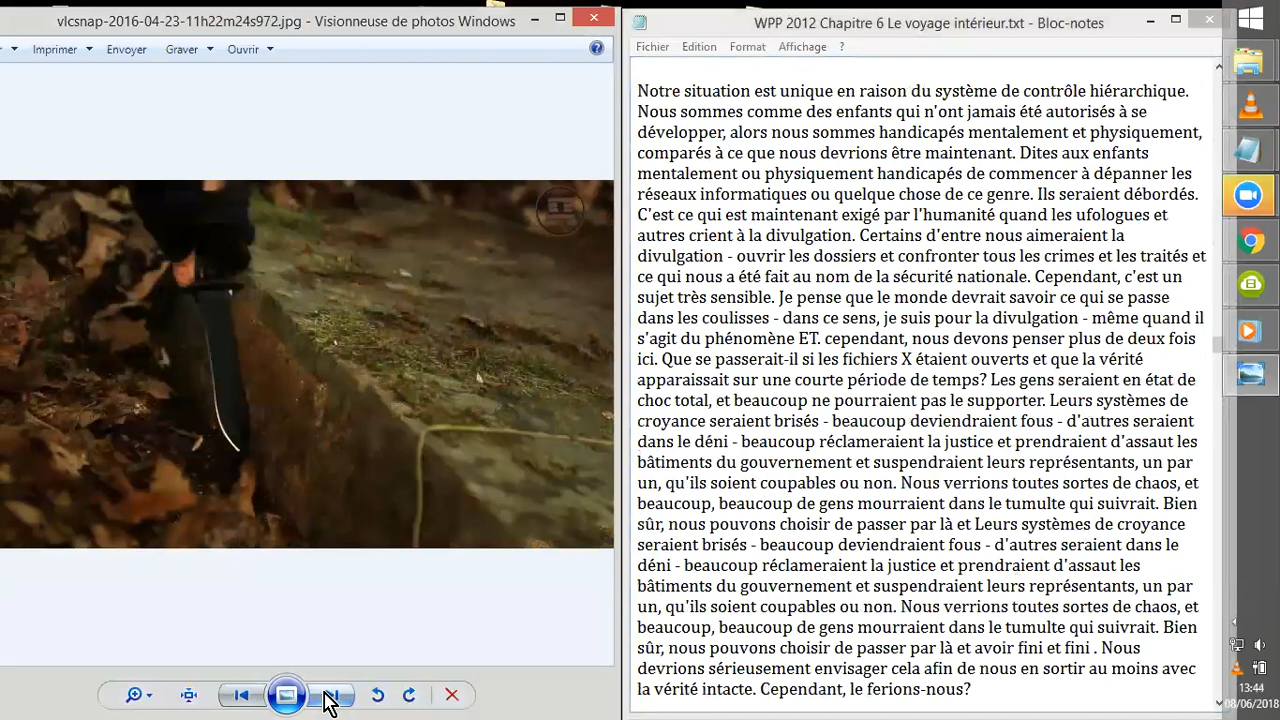 vlcsnap-2016-04-23-11h22m24s972.jpg - Visionneuse de photos Windows
Imprimer
Envoyer
Graver
Ouvrir
?
WPP 2012 Chapitre 6 Le voyage intérieur.txt - Bloc-notes
Fichier Edition Format Affichage ?
Notre situation est unique en raison du système de contrôle hiérarchique.
Nous sommes comme des enfants qui n'ont jamais été autorisés à se
développer, alors nous sommes handicapés mentalement et physiquement,
comparés à ce que nous devrions être maintenant. Dites aux enfants
mentalement ou physiquement handicapés de commencer à dépanner les
réseaux informatiques ou quelque chose de ce genre. Ils seraient débordés.
C'est ce qui est maintenant exigé par l'humanité quand les ufologues et
autres crient à la divulgation. Certains d'entre nous aimeraient la
divulgation - ouvrir les dossiers et confronter tous les crimes et les traités et
ce qui nous a été fait au nom de la sécurité nationale. Cependant, c'est un
sujet très sensible. Je pense que le monde devrait savoir ce qui se passe
dans les coulisses - dans ce sens, je suis pour la divulgation - même quand il
s'agit du phénomène ET. cependant, nous devons penser plus de deux fois
ici. Que se passerait-il si les fichiers X étaient ouverts et que la vérité
apparaissait sur une courte période de temps? Les gens seraient en état de
choc total, et beaucoup ne pourraient pas le supporter. Leurs systèmes de
croyance seraient brisés - beaucoup deviendraient fous - d'autres seraient
dans le déni - beaucoup réclameraient la justice et prendraient d'assaut les
bâtiments du gouvernement et suspendraient leurs représentants, un par
un, qu'ils soient coupables ou non. Nous verrions toutes sortes de chaos, et
beaucoup, beaucoup de gens mourraient dans le tumulte qui suivrait. Bien
sûr, nous pouvons choisir de passer par là et Leurs systèmes de croyance
seraient brisés - beaucoup deviendraient fous - d'autres seraient dans le
déni - beaucoup réclameraient la justice et prendraient d'assaut les
bâtiments du gouvernement et suspendraient leurs représentants, un par
un, qu'ils soient coupables ou non. Nous verrions toutes sortes de chaos, et
beaucoup, beaucoup de gens mourraient dans le tumulte qui suivrait. Bien
sûr, nous pouvons choisir de passer par là et avoir fini et fini . Nous
devrions sérieusement envisager cela afin de nous en sortir au moins avec
la vérité intacte. Cependant, le ferions-nous?
13:44
08/06/2018